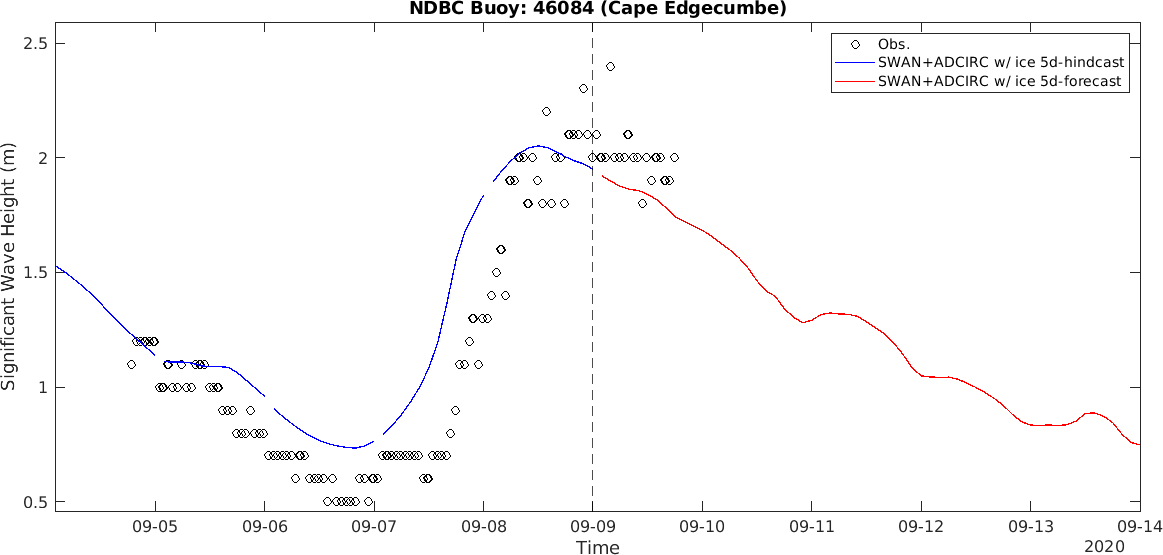 NDBC Buoy: 46084 (Cape Edgecumbe)
Obs.
SWAN+ADCIRC w/ ice 5d-hindcast
SWAN+ADCIRC w/ ice 5d-forecast
Significant Wave Height (m)
2.5
2
1.5
1
0.5
09-05 09-06 09-07 09-08 09-09 09-10 09-11 09-12 09-13 09-14
Time
2020